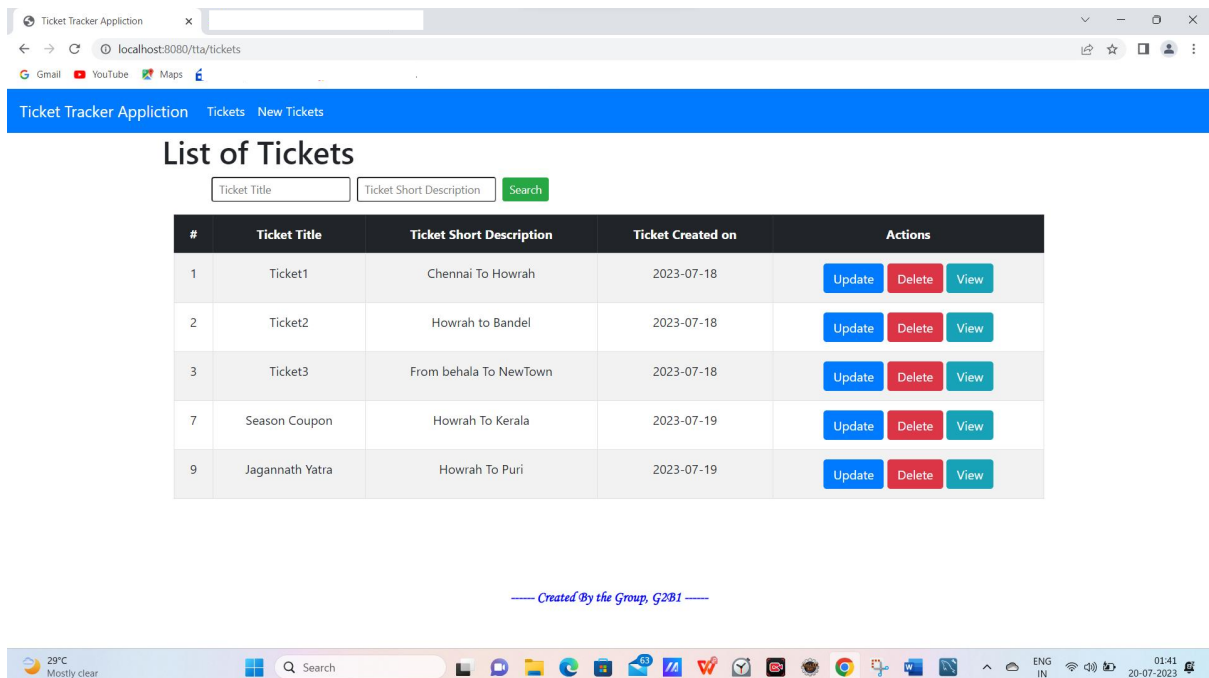 Ticket Tracker Appliction
localhost:8080/tta/tickets
Gmail YouTube Maps
Ticket Tracker Appliction Tickets New Tickets
List of Tickets
Ticket Title Ticket Short Description Search
# Ticket Title Ticket Short Description Ticket Created on Actions
1 Ticket1 Chennai To Howrah 2023-07-18 Update Delete View
2 Ticket2 Howrah to Bandel 2023-07-18 Update Delete View
3 Ticket3 From behala To NewTown 2023-07-18 Update Delete View
7 Season Coupon Howrah To Kerala 2023-07-19 Update Delete View
9 Jagannath Yatra Howrah To Puri 2023-07-19 Update Delete View
------ Created By the Group, G2B1 ------
29°C
Mostly clear
Search
63
ENG
IN
01:41
20-07-2023